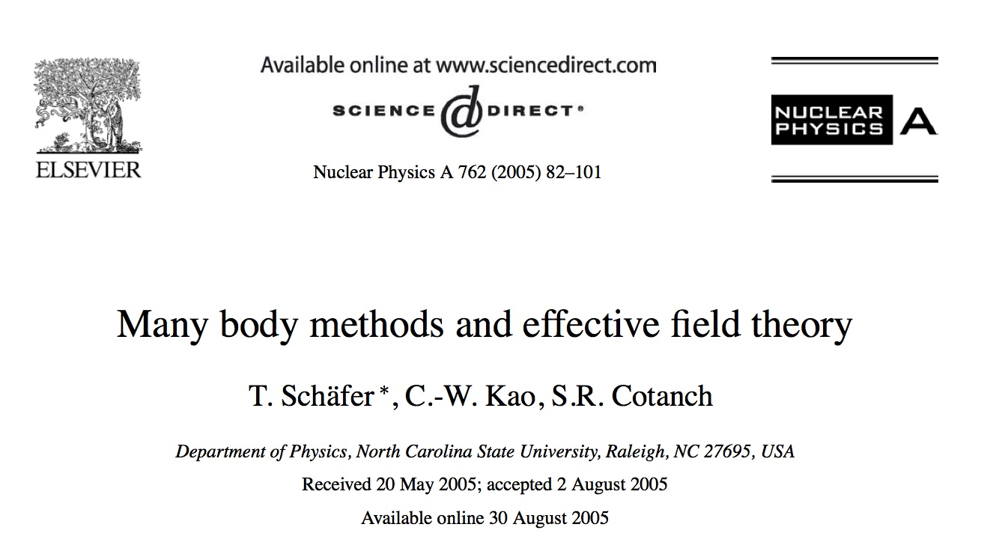 Available online at www.sciencedirect.com
SCIENCE @ DIRECT®
ELSEVIER
NUCLEAR
PHYSICS A
Nuclear Physics A 762 (2005) 82–101
Many body methods and effective field theory
T. Schäfer *, C.-W. Kao, S.R. Cotanch
Department of Physics, North Carolina State University, Raleigh, NC 27695, USA
Received 20 May 2005; accepted 2 August 2005
Available online 30 August 2005